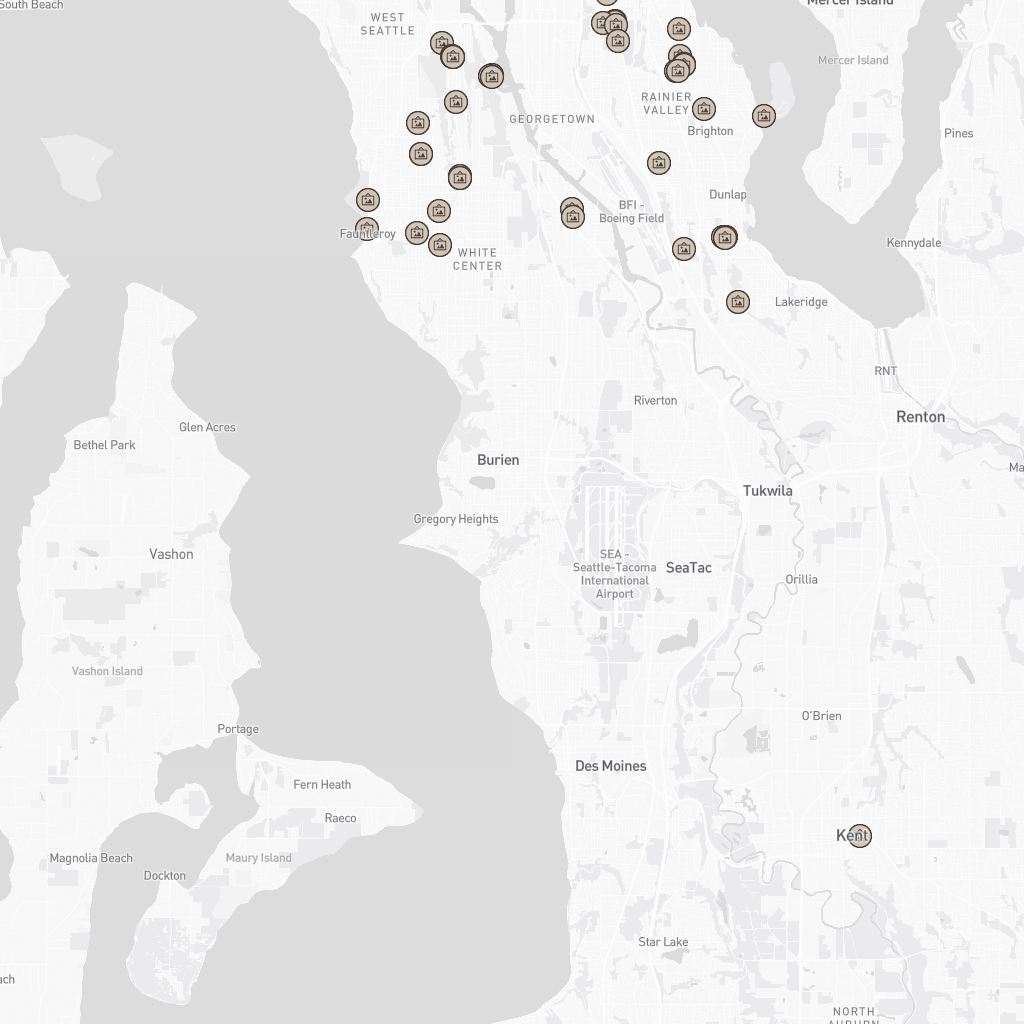 South Beach
Mercer Island
WEST
SEATTLE
Mercer Island
RAINIER
VALLEY
GEORGETOWN
Brighton
Pines
Dunlap
BFI -
Boeing Field
Fauntleroy
Kennydale
WHITE
CENTER
Lakeridge
RNT
Riverton
Renton
Glen Acres
Bethel Park
Burien
Ma
Tukwila
Gregory Heights
Vashon
SEA -
Seattle-Tacoma
International
Airport
SeaTac
Orillia
Vashon Island
O'Brien
Portage
Des Moines
Fern Heath
Raeco
Kent
Magnolia Beach
Maury Island
Dockton
Star Lake
ach
NORTH
AUBURN